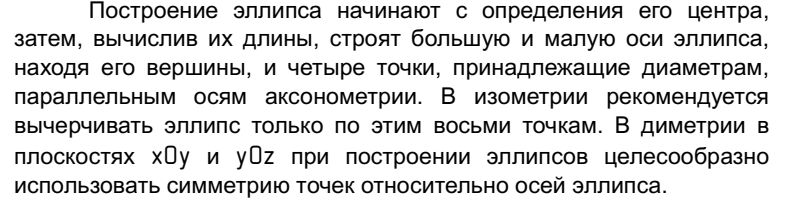 Построение эллипса начинают с определения его центра,
затем, вычислив их длины, строят большую и малую оси эллипса,
находя его вершины, и четыре точки, принадлежащие диаметрам,
параллельным осям аксонометрии. В изометрии рекомендуется
вычерчивать эллипс только по этим восьми точкам. В диметрии в
плоскостях x0y и y0z при построении эллипсов целесообразно
использовать симметрию точек относительно осей эллипса.